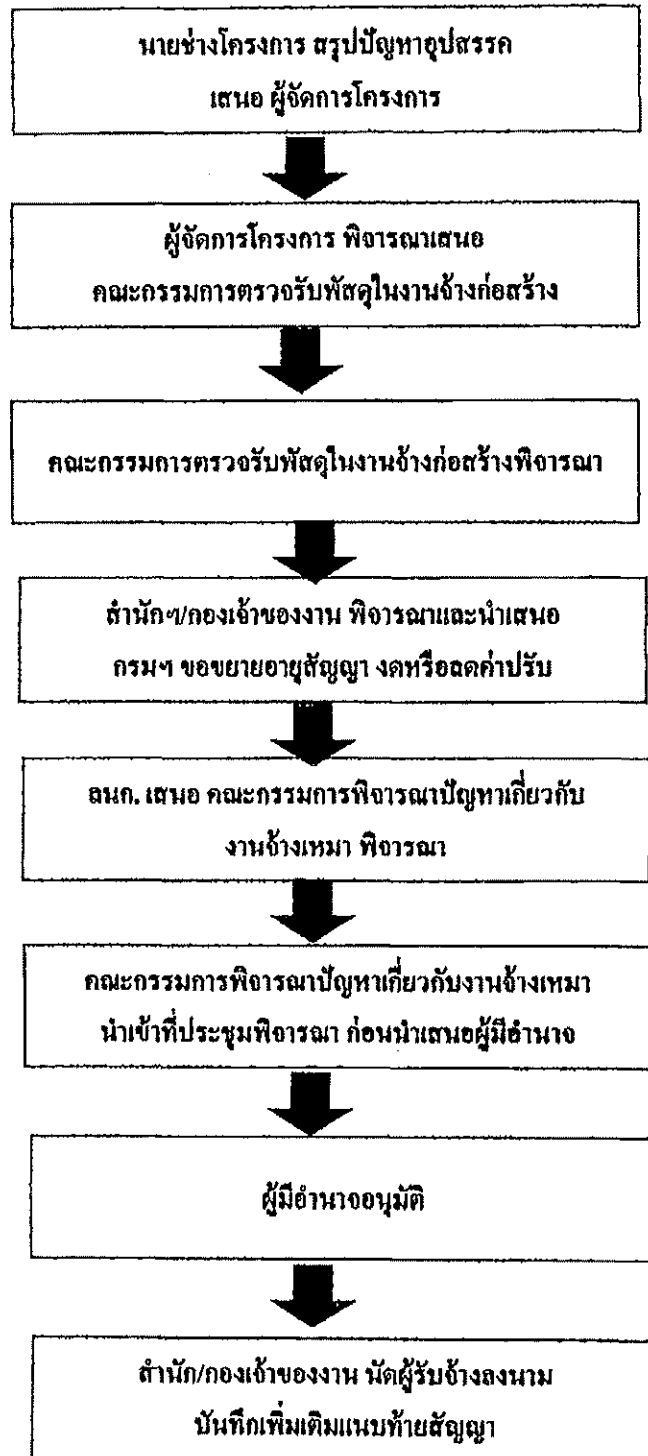 นายช่างโครงการ สรุปปัญหาอุปสรรค
เสนอ ผู้จัดการโครงการ
ผู้จัดการโครงการ พิจารณาเสนอ
คณะกรรมการตรวจรับพัสดุในงานจ้างก่อสร้าง
คณะกรรมการตรวจรับพัสดุในงานจ้างก่อสร้างพิจารณา
สำนักฯ/กองเจ้าของงาน พิจารณาและนำเสนอ
กรมฯ ขอขยายอายุสัญญา งดหรือลดค่าปรับ
ลนก. เสนอ คณะกรรมการพิจารณาปัญหาเกี่ยวกับ
งานจ้างเหมา พิจารณา
คณะกรรมการพิจารณาปัญหาเกี่ยวกับงานจ้างเหมา
นำเข้าที่ประชุมพิจารณา ก่อนนำเสนอผู้มีอำนาจ
ผู้มีอำนาจอนุมัติ
สำนัก/กองเจ้าของงาน นัดผู้รับจ้างลงนาม
บันทึกเพิ่มเติมแนบท้ายสัญญา